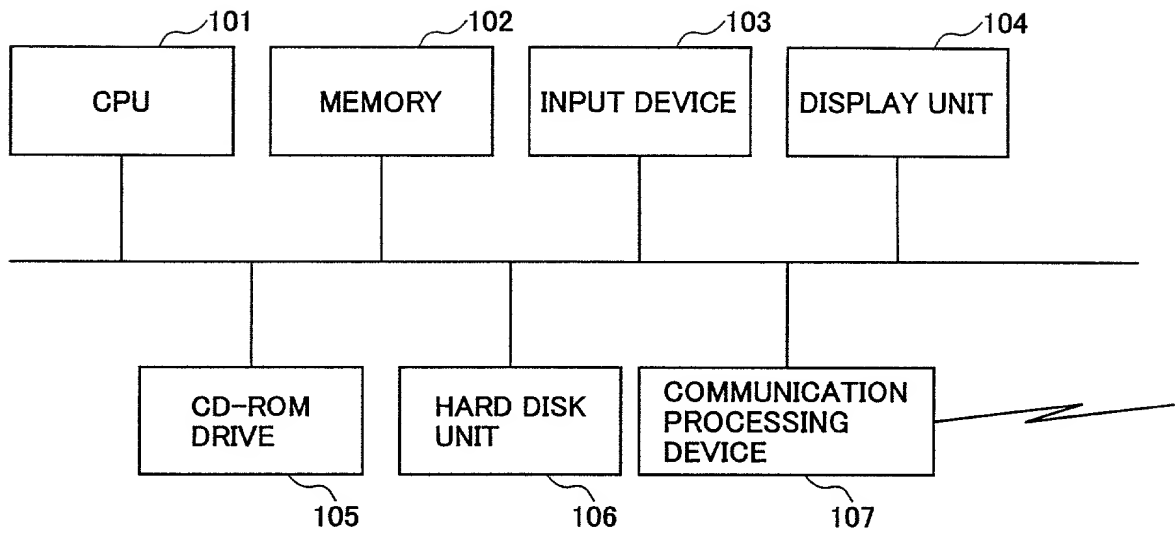 101
102
103
104
CPU
MEMORY
INPUT DEVICE
DISPLAY UNIT
CD-ROM
DRIVE
HARD DISK
UNIT
COMMUNICATION
PROCESSING
DEVICE
105
106
107